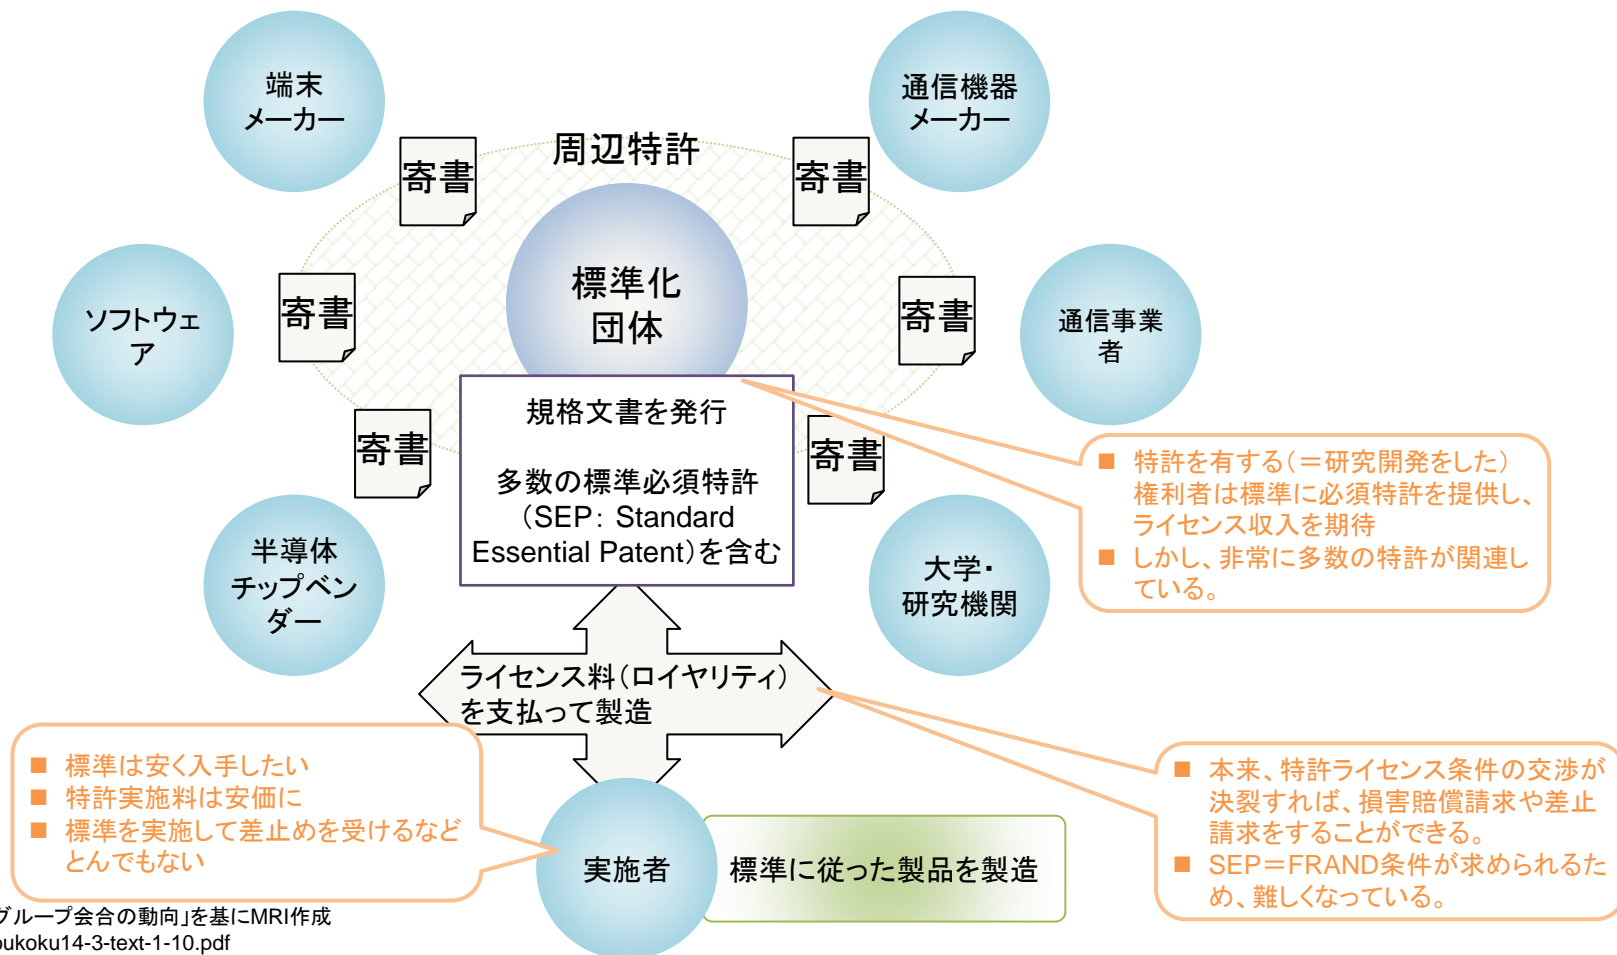 端末
メーカー
通信機器
メーカー
周辺特許
寄書
寄書
標準化
団体
寄書
寄書
ソフトウェ
ア
通信事業
者
規格文書を発行
寄書
寄書
多数の標準必須特許
(SEP: Standard
Essential Patent)を含む
■ 特許を有する(=研究開発をした)
権利者は標準に必須特許を提供し、
ライセンス収入を期待
■ しかし、非常に多数の特許が関連し
ている。
半導体
チップベン
ダー
大学・
研究機関
ライセンス料(ロイヤリティ)
を支払って製造
■ 標準は安く入手したい
■ 特許実施料は安価に
■ 標準を実施して差止めを受けるなど
とんでもない
■ 本来、特許ライセンス条件の交渉が
決裂すれば、損害賠償請求や差止
請求をすることができる。
■ SEP=FRAND条件が求められるた
め、難しくなっている。
実施者
標準に従った製品を製造
グループ会合の動向」を基にMRI作成
oukoku14-3-text-1-10.pdf